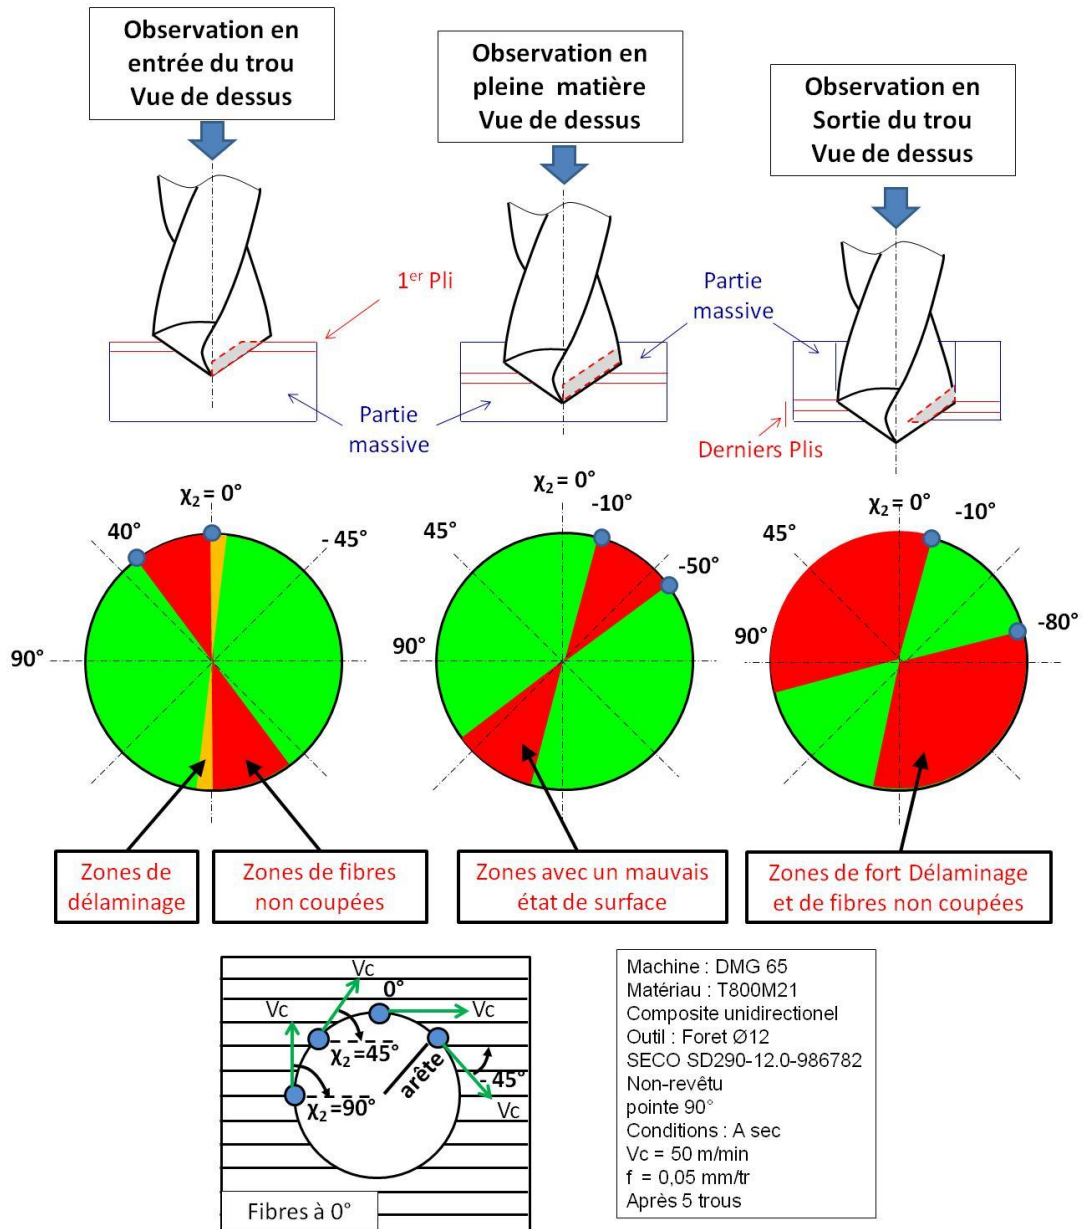 Observation en
entrée du trou
Vue de dessus
Observation en
pleine matière
Vue de dessus
Observation en
Sortie du trou
Vue de dessus
1er Pli
Partie
massive
Partie
massive
Derniers Plis
χ2 = 0°
40°
- 45°
90°
χ2 = 0°
-10°
45°
-50°
90°
χ2 = 0°
-10°
45°
-80°
90°
Zones de
délaminage
Zones de fibres
non coupées
Zones avec un mauvais
état de surface
Zones de fort Délaminage
et de fibres non coupées
Vc
0°
Vc
Vc
χ2 =45°
arête
- 45°
χ2 =90°
Vc
Fibres à 0°
Machine : DMG 65
Matériau : T800M21
Composite unidirectionel
Outil : Foret Ø12
SECO SD290-12.0-986782
Non-revêtu
pointe 90°
Conditions : A sec
Vc = 50 m/min
f = 0,05 mm/tr
Après 5 trous